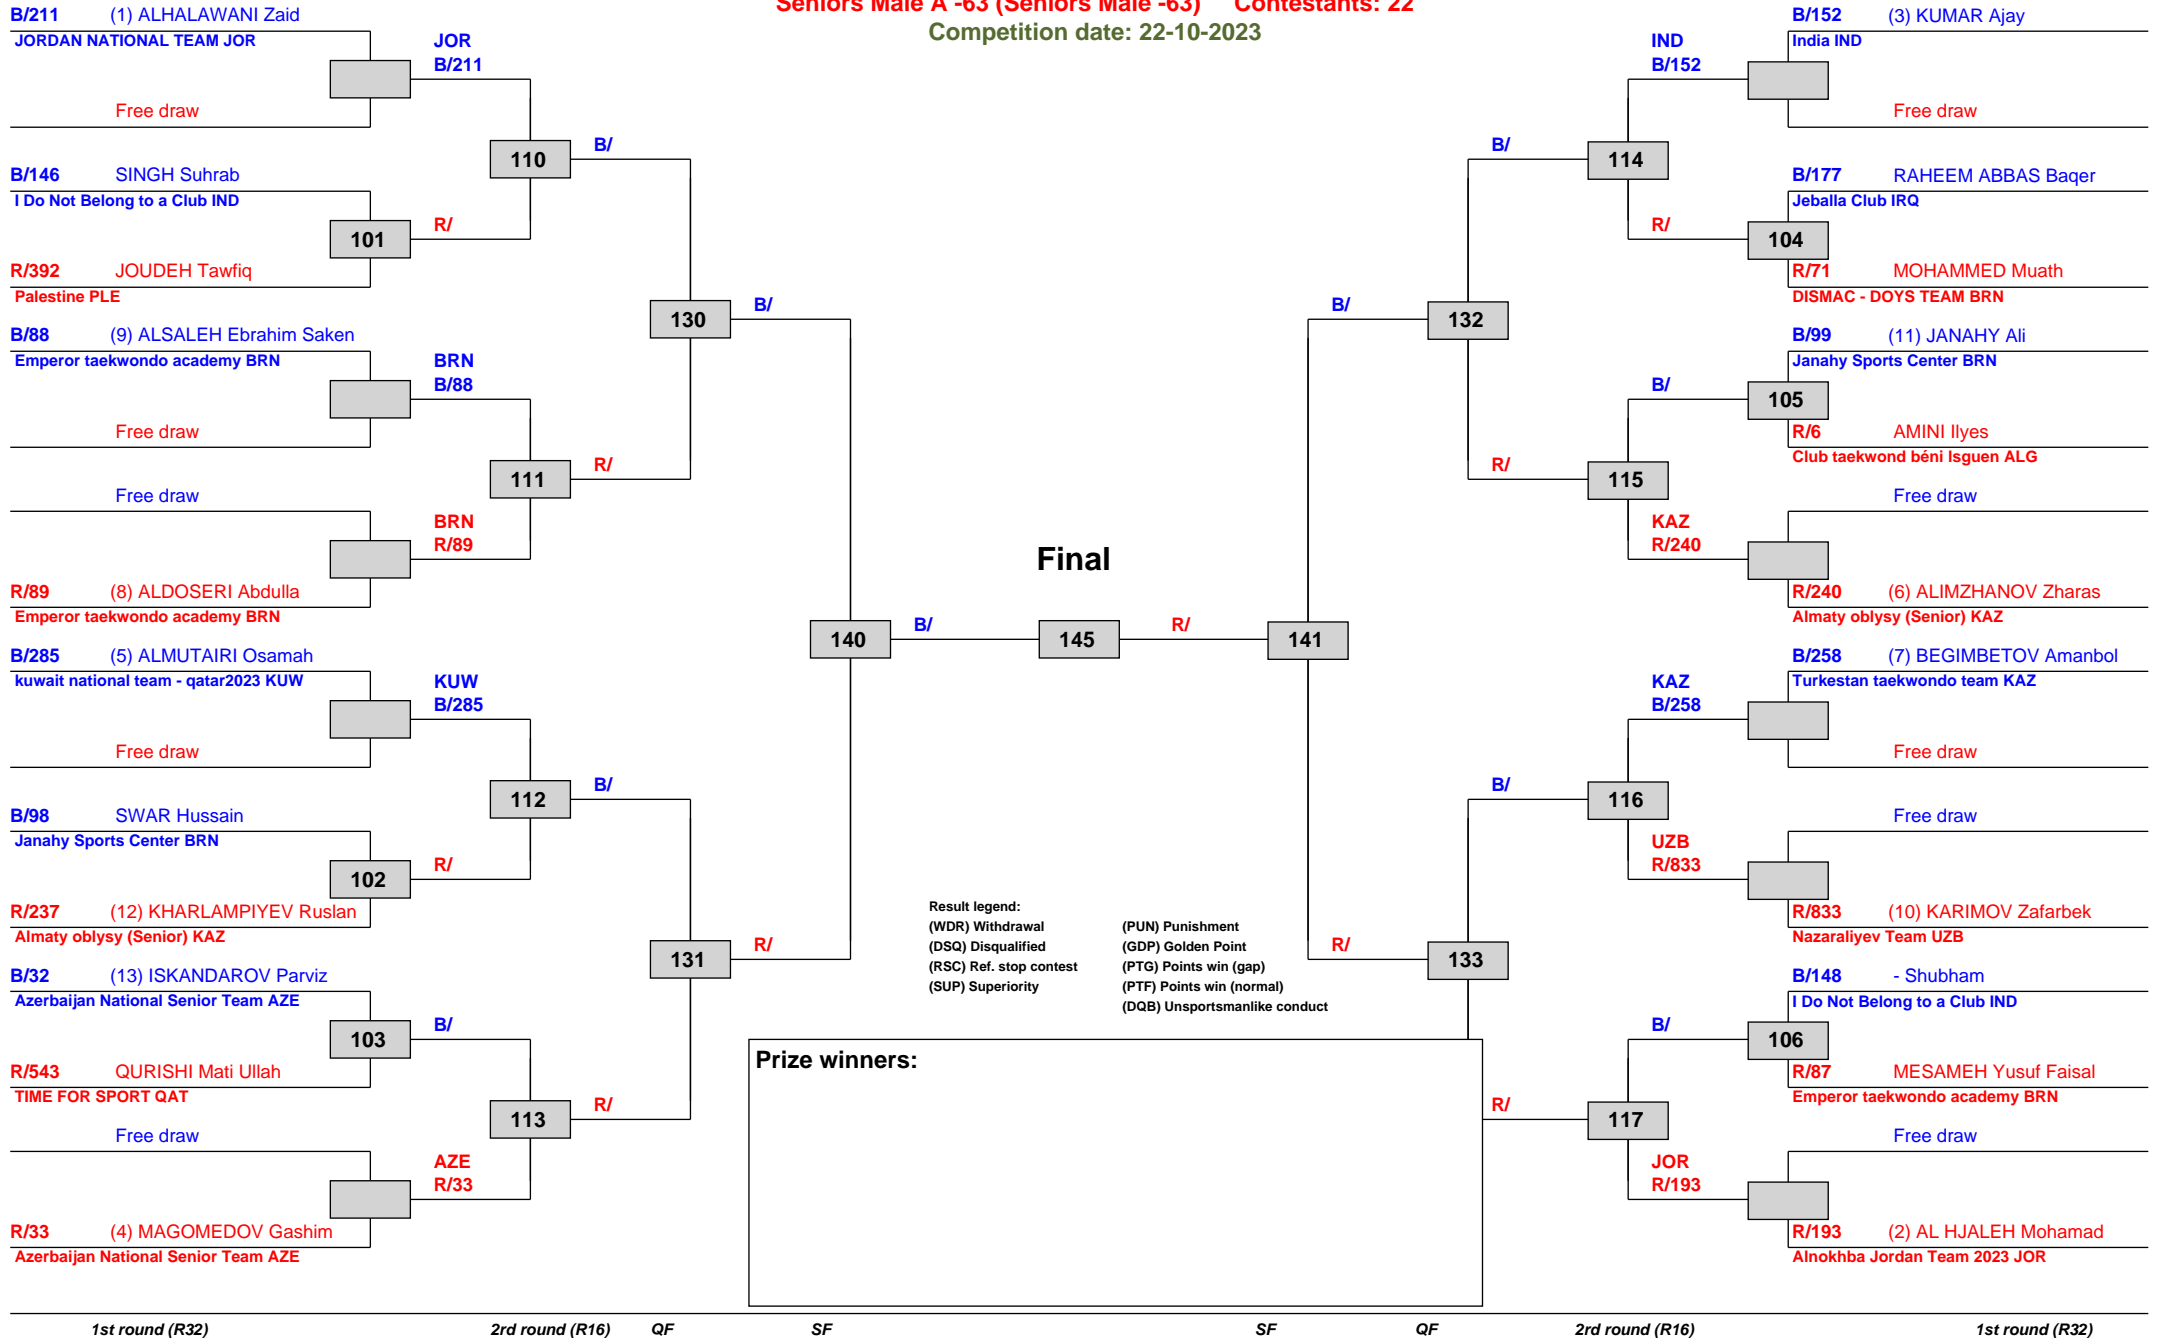 Seniors Male A -63 (Seniors Male -63) Contestants: 22
Competition date: 22-10-2023
B/211 (1) ALHALAWANI Zaid
JORDAN NATIONAL TEAM JOR
JOR
B/211
Free draw
110
B/
B/146 SINGH Suhrab
I Do Not Belong to a Club IND
101
R/
R/392 JOUDEH Tawfiq
Palestine PLE
130
B/
B/88 (9) ALSALEH Ebrahim Saken
Emperor taekwondo academy BRN
BRN
B/88
Free draw
111
R/
Free draw
BRN
R/89
R/89 (8) ALDOSERI Abdulla
Emperor taekwondo academy BRN
140
B/
B/285 (5) ALMUTAIRI Osamah
kuwait national team - qatar2023 KUW
KUW
B/285
Free draw
112
B/
B/98 SWAR Hussain
Janahy Sports Center BRN
102
R/
R/237 (12) KHARLAMPIYEV Ruslan
Almaty oblysy (Senior) KAZ
131
R/
B/32 (13) ISKANDAROV Parviz
Azerbaijan National Senior Team AZE
103
B/
R/543 QURISHI Mati Ullah
TIME FOR SPORT QAT
113
R/
Free draw
AZE
R/33
R/33 (4) MAGOMEDOV Gashim
Azerbaijan National Senior Team AZE
Final
145
R/
141
B/152 (3) KUMAR Ajay
India IND
IND
B/152
Free draw
B/
114
B/177 RAHEEM ABBAS Baqer
Jeballa Club IRQ
R/
104
R/71 MOHAMMED Muath
DISMAC - DOYS TEAM BRN
B/
132
B/99 (11) JANAHY Ali
Janahy Sports Center BRN
B/
105
R/6 AMINI Ilyes
Club taekwond béni Isguen ALG
R/
115
Free draw
KAZ
R/240
R/240 (6) ALIMZHANOV Zharas
Almaty oblysy (Senior) KAZ
B/258 (7) BEGIMBETOV Amanbol
Turkestan taekwondo team KAZ
KAZ
B/258
Free draw
B/
116
Free draw
UZB
R/833
R/833 (10) KARIMOV Zafarbek
Nazaraliyev Team UZB
R/
133
B/148 - Shubham
I Do Not Belong to a Club IND
B/
106
R/87 MESAMEH Yusuf Faisal
Emperor taekwondo academy BRN
R/
117
Free draw
JOR
R/193
R/193 (2) AL HJALEH Mohamad
Alnokhba Jordan Team 2023 JOR
Result legend:
(WDR) Withdrawal (PUN) Punishment
(DSQ) Disqualified (GDP) Golden Point
(RSC) Ref. stop contest (PTG) Points win (gap)
(SUP) Superiority (PTF) Points win (normal)
(DQB) Unsportsmanlike conduct
Prize winners:
1st round (R32) 2rd round (R16) QF SF SF QF 2rd round (R16) 1st round (R32)